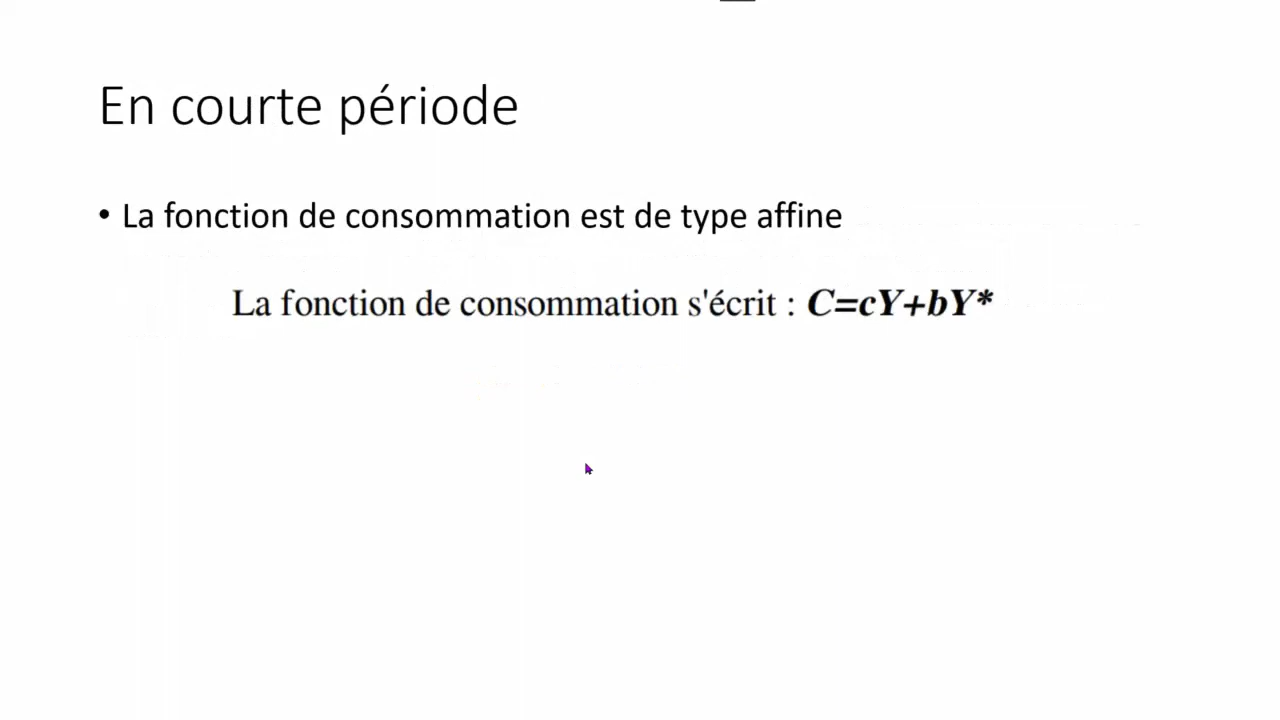 En courte période
• La fonction de consommation est de type affine
La fonction de consommation s'écrit : C=cY+bY*